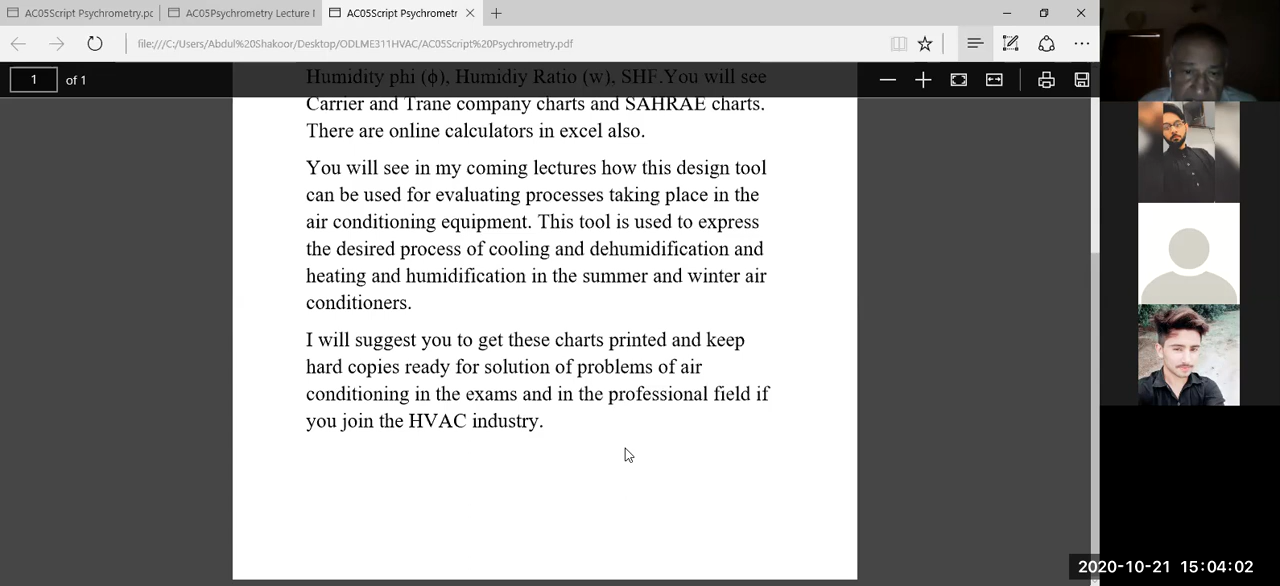 AC05Script Psychrometry.pc
AC05Psychrometry Lecture I
AC05Script Psychrometr
file:///C:/Users/Abdul%20Shakoor/Desktop/ODLME311HVAC/AC05Script%20Psychrometry.pdf
1 of 1
Humidity phi (ϕ), Humidiy Ratio (w), SHF.You will see
Carrier and Trane company charts and SAHRAE charts.
There are online calculators in excel also.
You will see in my coming lectures how this design tool
can be used for evaluating processes taking place in the
air conditioning equipment. This tool is used to express
the desired process of cooling and dehumidification and
heating and humidification in the summer and winter air
conditioners.
I will suggest you to get these charts printed and keep
hard copies ready for solution of problems of air
conditioning in the exams and in the professional field if
you join the HVAC industry.
2020-10-21 15:04:02